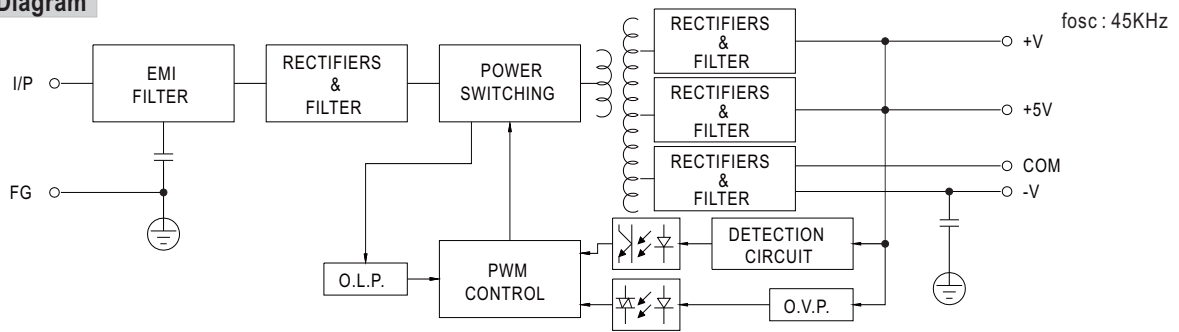 Diagram
fosc : 45KHz
I/P
EMI
FILTER
RECTIFIERS
&
FILTER
POWER
SWITCHING
RECTIFIERS
&
FILTER
+V
RECTIFIERS
&
FILTER
+5V
RECTIFIERS
&
FILTER
COM
-V
FG
O.L.P.
PWM
CONTROL
DETECTION
CIRCUIT
O.V.P.